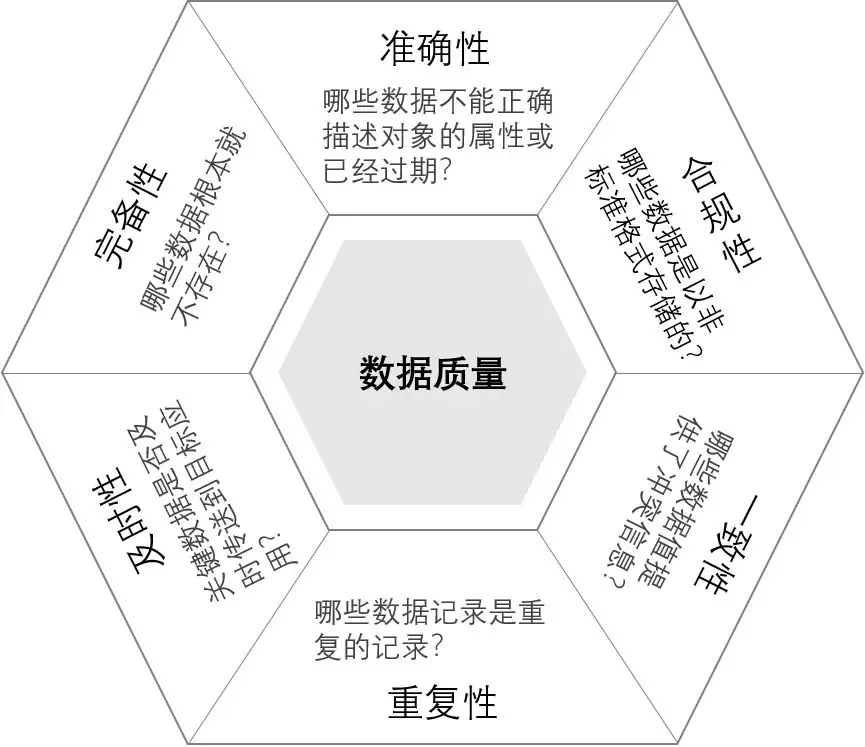 准确性
哪些数据不能正确
描述对象的属性或
已经过期？
合规性
哪些数据是以非
标准格式存储的？
一致性
哪些数据值提
供了冲突信息？
重复性
哪些数据记录是重
复的记录？
及时性
关键数据是否及
时传送到目标应
用？
完备性
哪些数据根本就
不存在？
数据质量